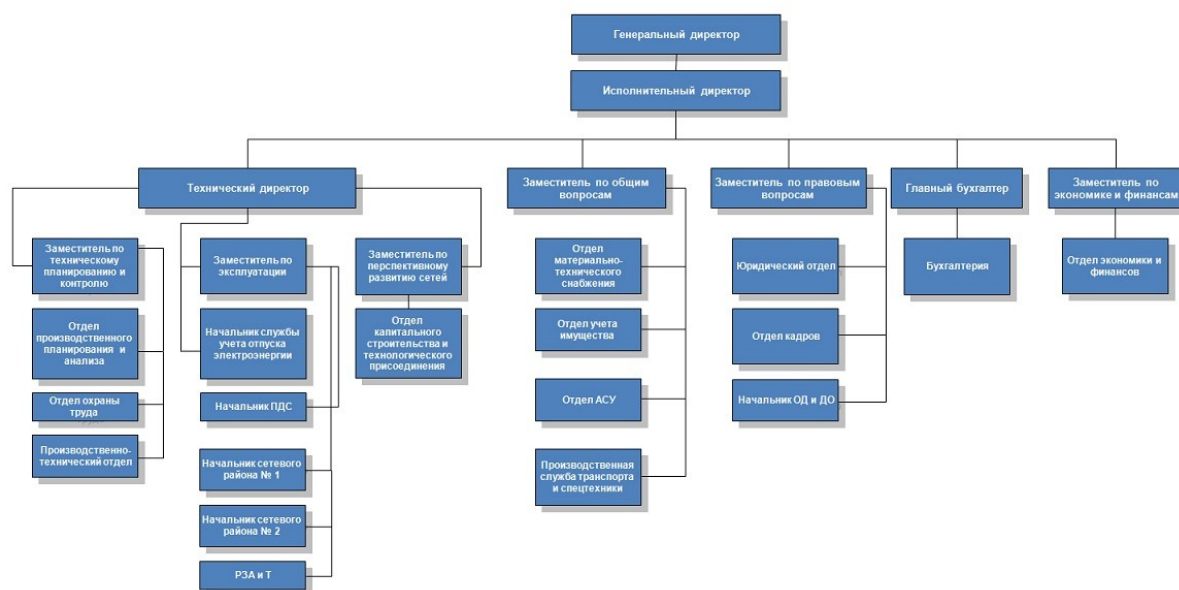 Генеральный директор
Исполнительный директор
Технический директор
Заместитель по общим
вопросам
Заместитель по правовым
вопросам
Главный бухгалтер
Заместитель по
экономике и финансам
Заместитель по
техническому
планированию и
контролю
Заместитель по
эксплуатации
Заместитель по
перспективному
развитию сетей
Отдел
материально-
технического
снабжения
Юридический отдел
Бухгалтерия
Отдел экономики и
финансов
Отдел
производственного
планирования и
анализа
Начальник службы
учета отпуска
электроэнергии
Отдел
капитального
строительства и
технологического
присоединения
Отдел учета
имущества
Отдел кадров
Отдел охраны
труда
Начальник ПДС
Отдел АСУ
Начальник ОД и ДО
Производственно-
технический отдел
Начальник сетевого
района № 1
Производственная
служба транспорта
и спецтехники
Начальник сетевого
района № 2
РЗА и Т